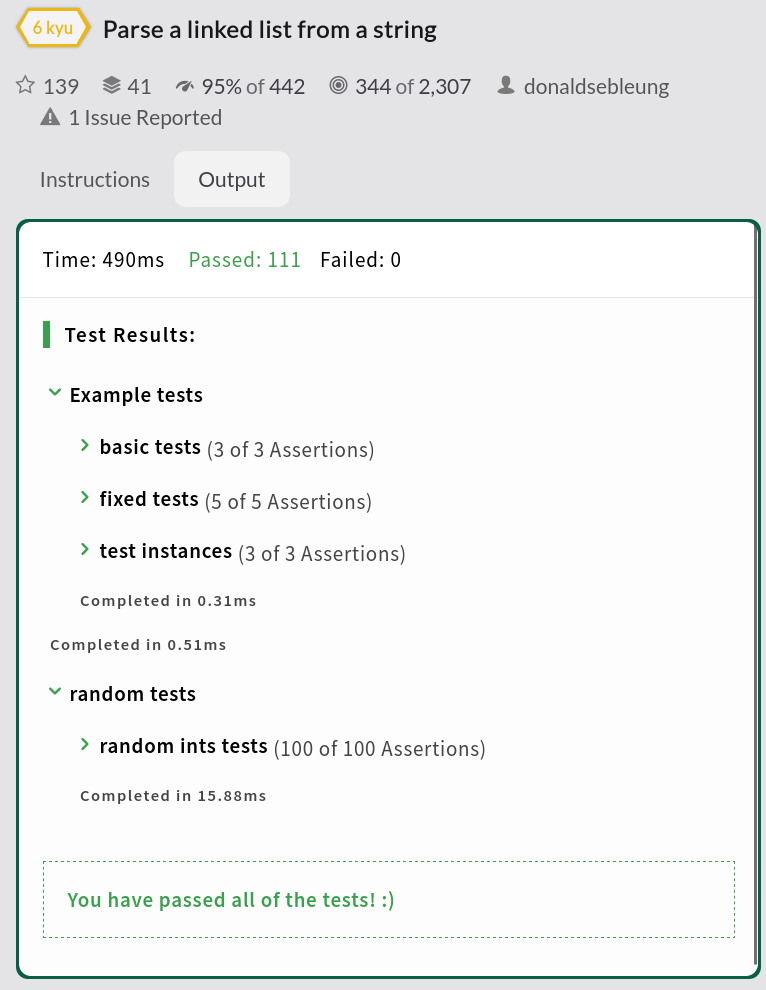 6 kyu Parse a linked list from a string
139 41 95% of 442 344 of 2,307 donaldsebleung
1 Issue Reported
Instructions Output
Time: 490ms Passed: 111 Failed: 0
Test Results:
Example tests
basic tests (3 of 3 Assertions)
fixed tests (5 of 5 Assertions)
test instances (3 of 3 Assertions)
Completed in 0.31ms
Completed in 0.51ms
random tests
random ints tests (100 of 100 Assertions)
Completed in 15.88ms
You have passed all of the tests! :)